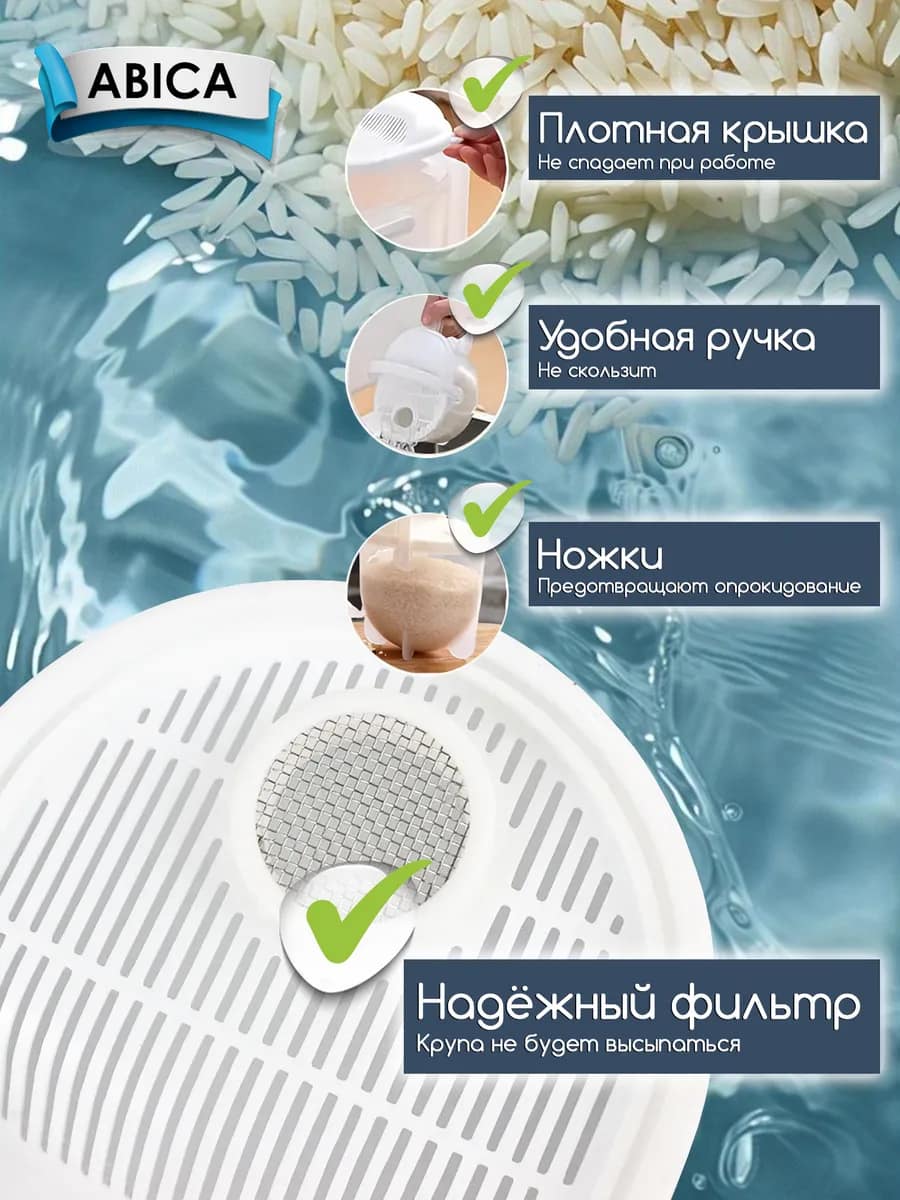 ABICA
Плотная крышка
Не спадает при работе
Удобная ручка
Не скользит
Ножки
Предотвращают опрокидование
Надёжный фильтр
Крупа не будет высыпаться